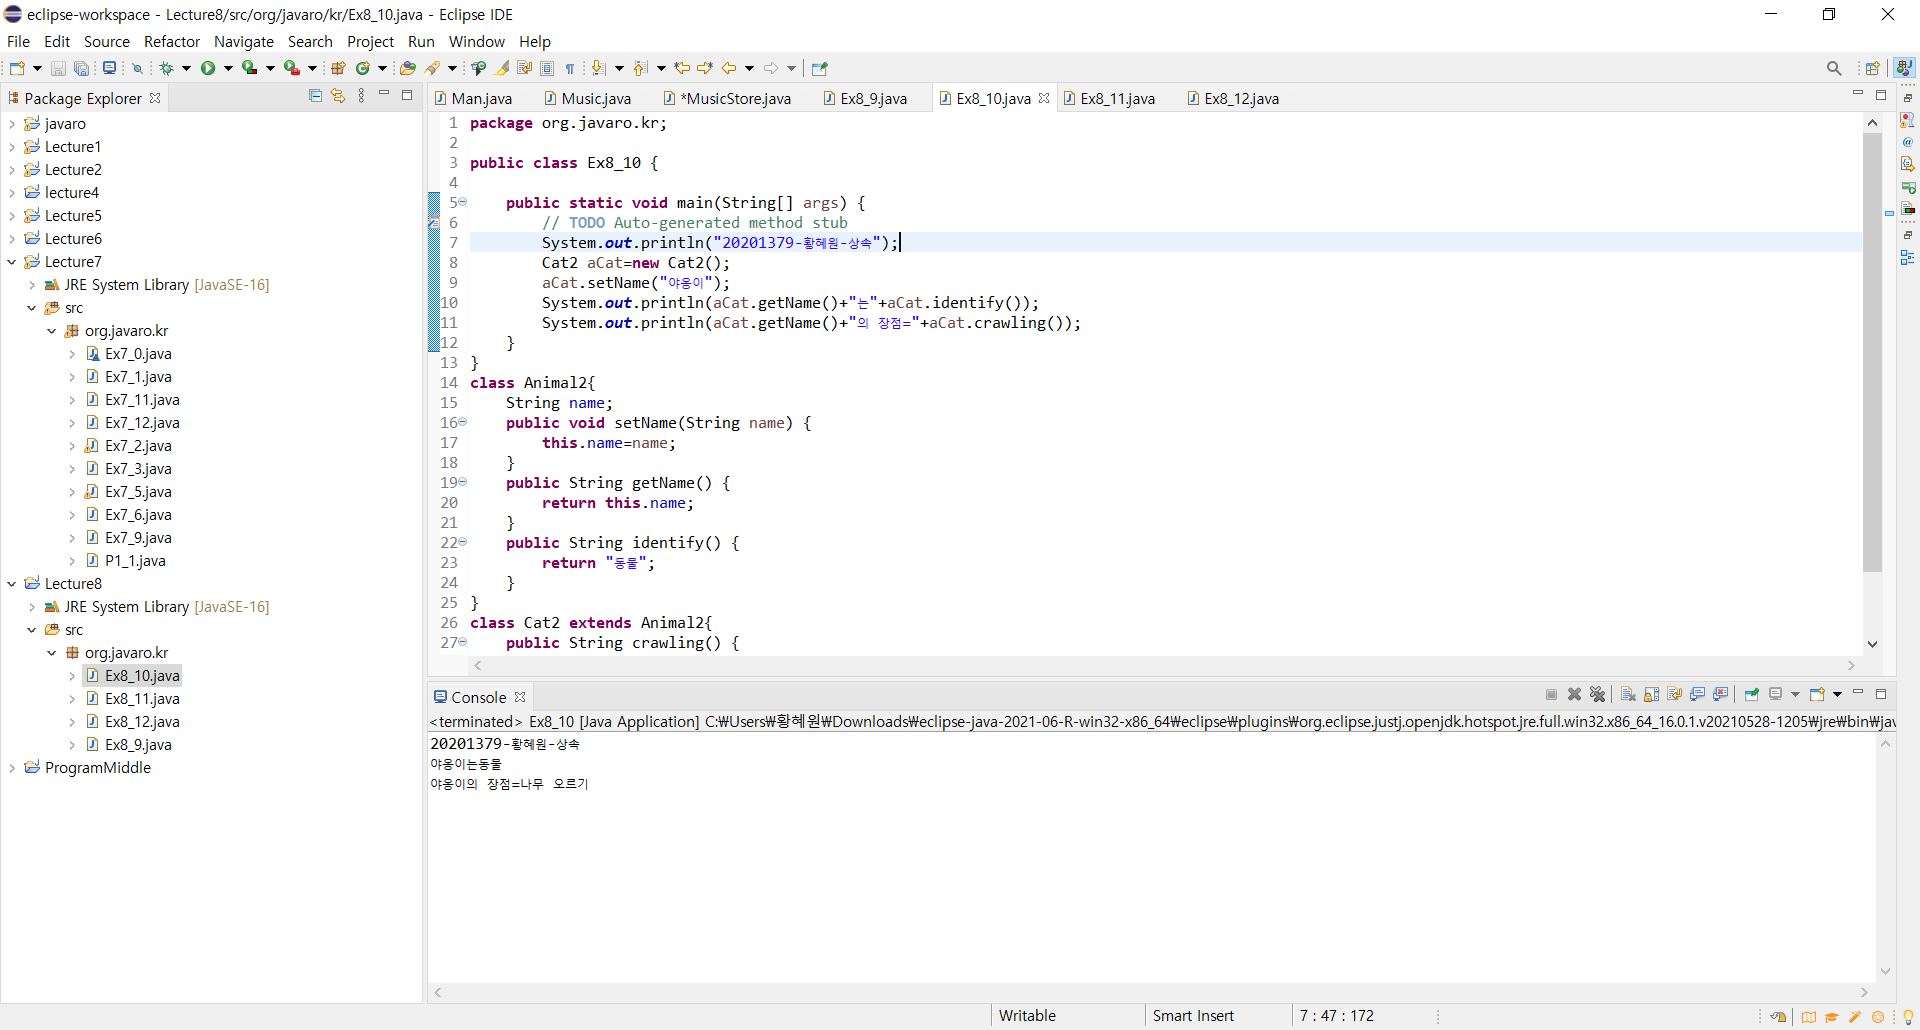 eclipse-workspace - Lecture8/src/org/javaro/kr/Ex8_10.java - Eclipse IDE
File Edit Source Refactor Navigate Search Project Run Window Help
Package Explorer
javaro
Lecture1
Lecture2
lecture4
Lecture5
Lecture6
Lecture7
JRE System Library [JavaSE-16]
src
org.javaro.kr
Ex7_0.java
Ex7_1.java
Ex7_11.java
Ex7_12.java
Ex7_2.java
Ex7_3.java
Ex7_5.java
Ex7_6.java
Ex7_9.java
P1_1.java
Lecture8
JRE System Library [JavaSE-16]
src
org.javaro.kr
Ex8_10.java
Ex8_11.java
Ex8_12.java
Ex8_9.java
ProgramMiddle
Man.java Music.java *MusicStore.java Ex8_9.java Ex8_10.java Ex8_11.java Ex8_12.java
1 package org.javaro.kr;
2
3 public class Ex8_10 {
4
5 public static void main(String[] args) {
6 // TODO Auto-generated method stub
7 System.out.println("20201379-황혜원-상속");
8 Cat2 aCat=new Cat2();
9 aCat.setName("야옹이");
10 System.out.println(aCat.getName()+"는"+aCat.identify());
11 System.out.println(aCat.getName()+"의 장점="+aCat.crawling());
12 }
13 }
14 class Animal2{
15 String name;
16 public void setName(String name) {
17 this.name=name;
18 }
19 public String getName() {
20 return this.name;
21 }
22 public String identify() {
23 return "동물";
24 }
25 }
26 class Cat2 extends Animal2{
27 public String crawling() {
Console
<terminated> Ex8_10 [Java Application] C:₩Users₩황혜원₩Downloads₩eclipse-java-2021-06-R-win32-x86_64₩eclipse₩plugins₩org.eclipse.justj.openjdk.hotspot.jre.full.win32.x86_64_16.0.1.v20210528-1205₩jre₩bin₩jav
20201379-황혜원-상속
야옹이는동물
야옹이의 장점=나무 오르기
Writable Smart Insert 7 : 47 : 172